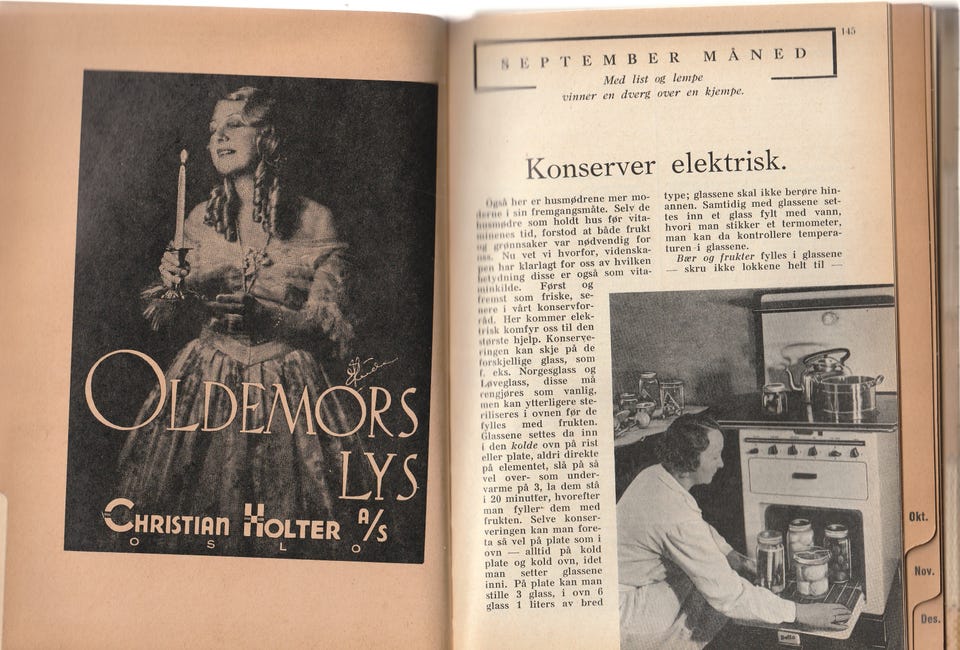 OLDEMORS
LYS
CHRISTIAN HOLTER A/S
OSLO
145
SEPTEMBER MÅNED
Med list og lempe
vinner en dverg over en kjempe.
Konserver elektrisk.
Også her er husmødrene mer mo-
derne i sin fremgangsmåte. Selv de
husmødre som holdt hus før vita-
minenes tid, forstod at både frukt
og grønnsaker var nødvendig for
oss. Nu vet vi hvorfor, videnska-
pen har klarlagt for oss av hvilken
betydning disse er også som vita-
minkilde. Først og
fremst som friske, se-
nere i vårt konservfor-
råd. Her kommer elek-
trisk komfyr oss til den
største hjelp. Konserve-
ringen kan skje på de
forskjellige glass, som
f. eks. Norgesglass og
Løveglass, disse må
rengjøres som vanlig,
men kan ytterligere ste-
riliseres i ovnen før de
fylles med frukten.
Glassene settes da inn
i den kolde ovn på rist
eller plate, aldri direkte
på elementet, slå på så
vel over- som under-
varme på 3, la dem stå
i 20 minutter, hvorefter
man fyller dem med
frukten. Selve konser-
veringen kan man fore-
ta så vel på plate som i
ovn — alltid på kold
plate og kold ovn, idet
man setter glassene
inni. På plate kan man
stille 3 glass, i ovn 6
glass 1 liters av bred
type; glassene skal ikke berøre hin-
annen. Samtidig med glassene set-
tes inn et glass fylt med vann,
hvori man stikker et termometer,
man kan da kontrollere tempera-
turen i glassene.
Bær og frukter fylles i glassene
— skru ikke lokkene helt til —
Okt.
Nov.
Des.